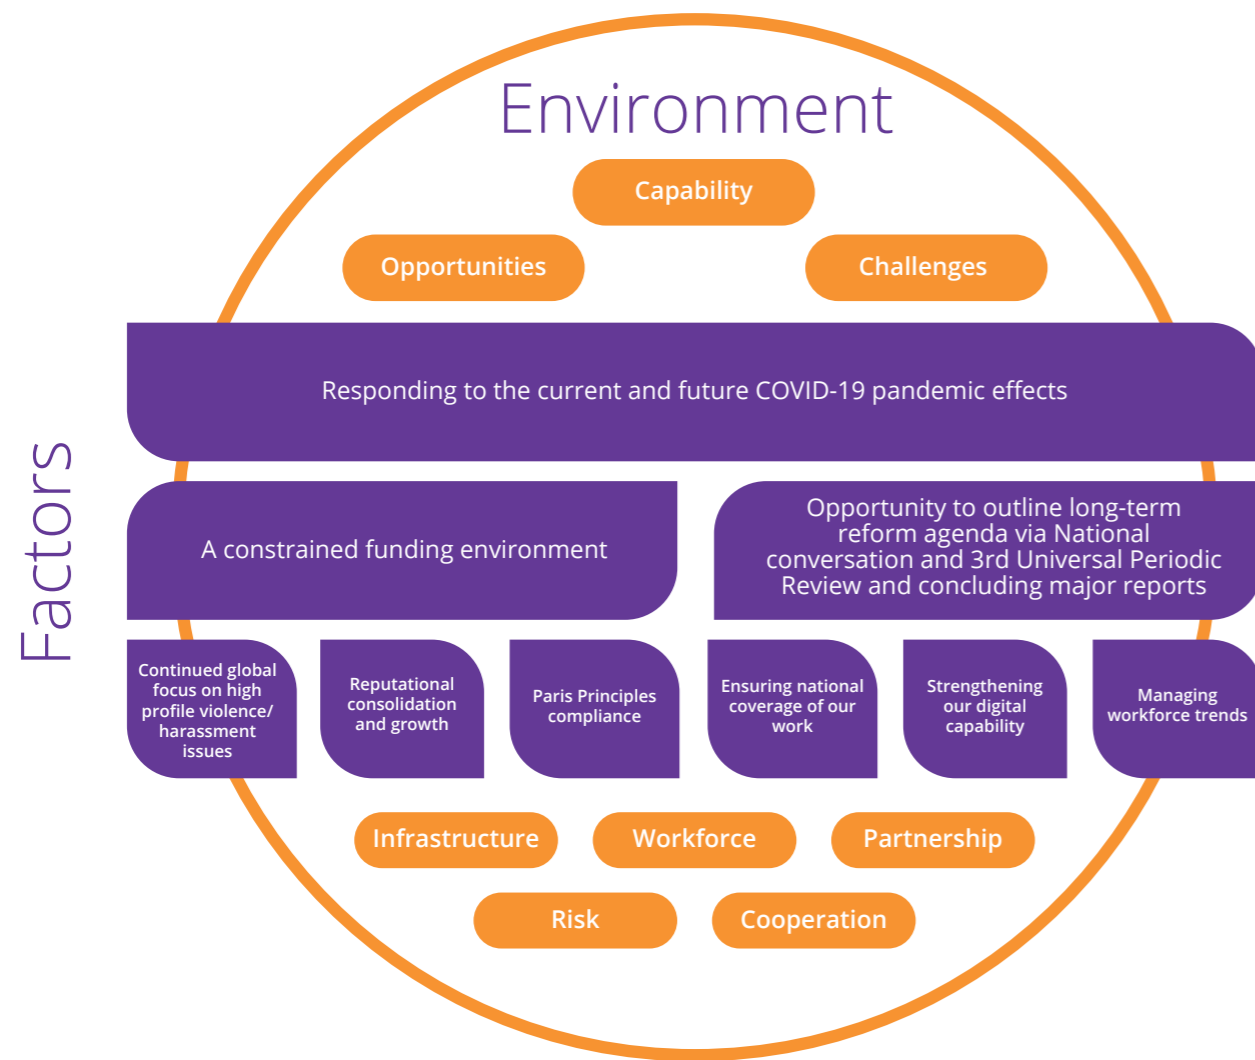 Environment
Capability
Opportunities
Challenges
Factors
Responding to the current and future COVID-19 pandemic effects
A constrained funding environment
Opportunity to outline long-term
reform agenda via National
conversation and 3rd Universal Periodic
Review and concluding major reports
Continued global
focus on high
profile violence/
harassment
issues
Reputational
consolidation
and growth
Paris Principles
compliance
Ensuring national
coverage of our
work
Strengthening
our digital
capability
Managing
workforce trends
Infrastructure
Workforce
Partnership
Risk
Cooperation